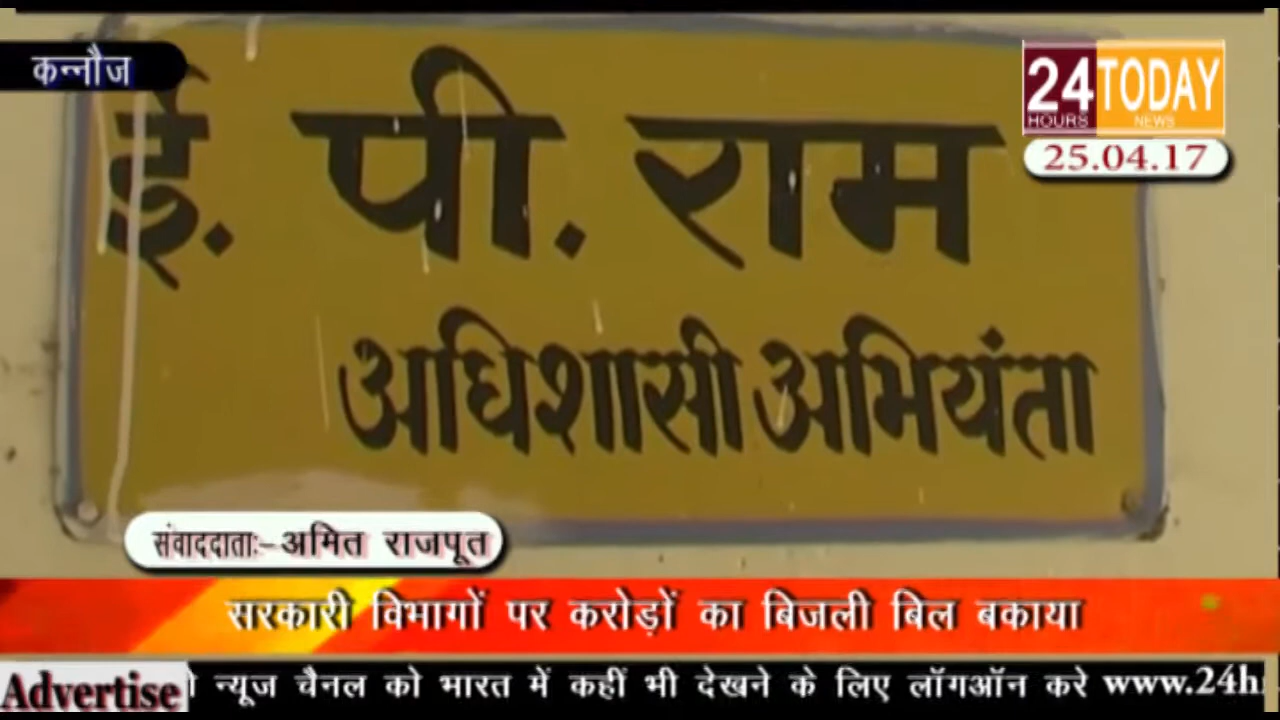 कन्नौज
24 TODAY
HOURS NEWS
25.04.17
ई. पी. राम
अधिशासी अभियंता
संवाददाताः- अमित राजपूत
सरकारी विभागों पर करोड़ों का बिजली बिल बकाया
Advertise न्यूज चैनल को भारत में कहीं भी देखने के लिए लॉगऑन करे www.24h